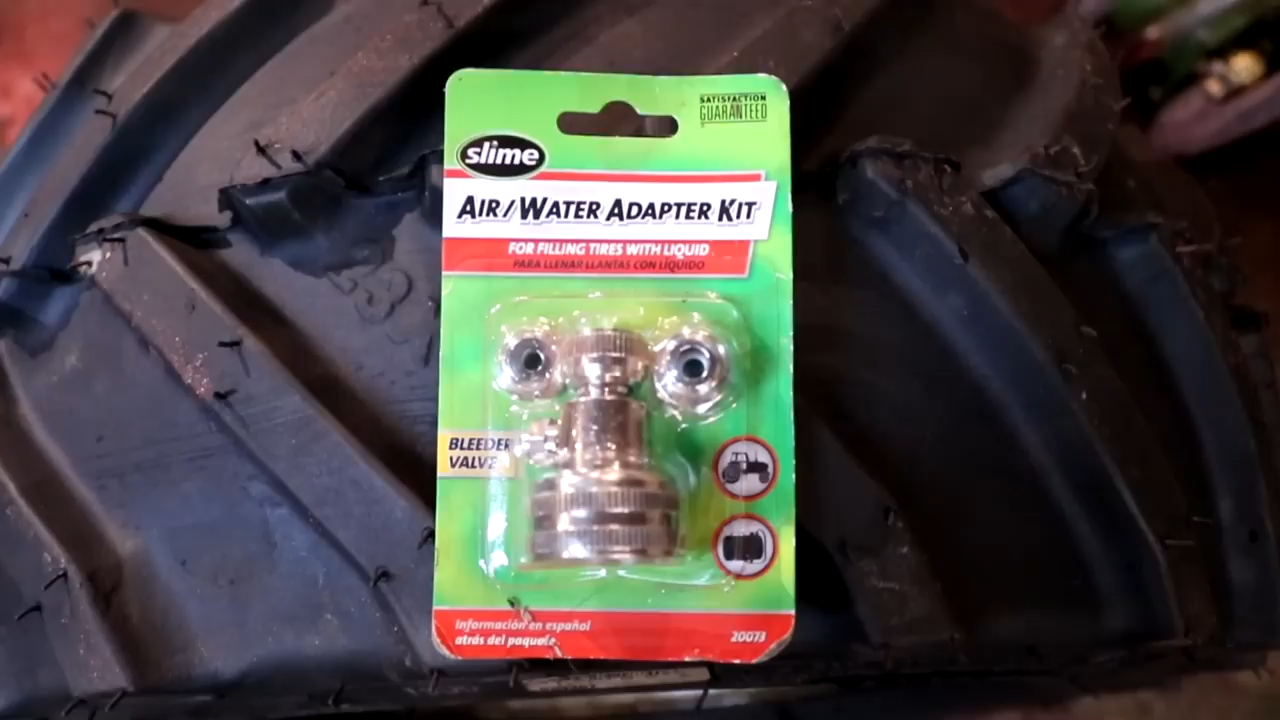 SATISFACTION
GUARANTEED
slime
AIR/WATER ADAPTER KIT
FOR FILLING TIRES WITH LIQUID
PARA LLENAR LLANTAS CON LÍQUIDO
BLEEDER
VALVE
Información en español
atrás del paquete
20073